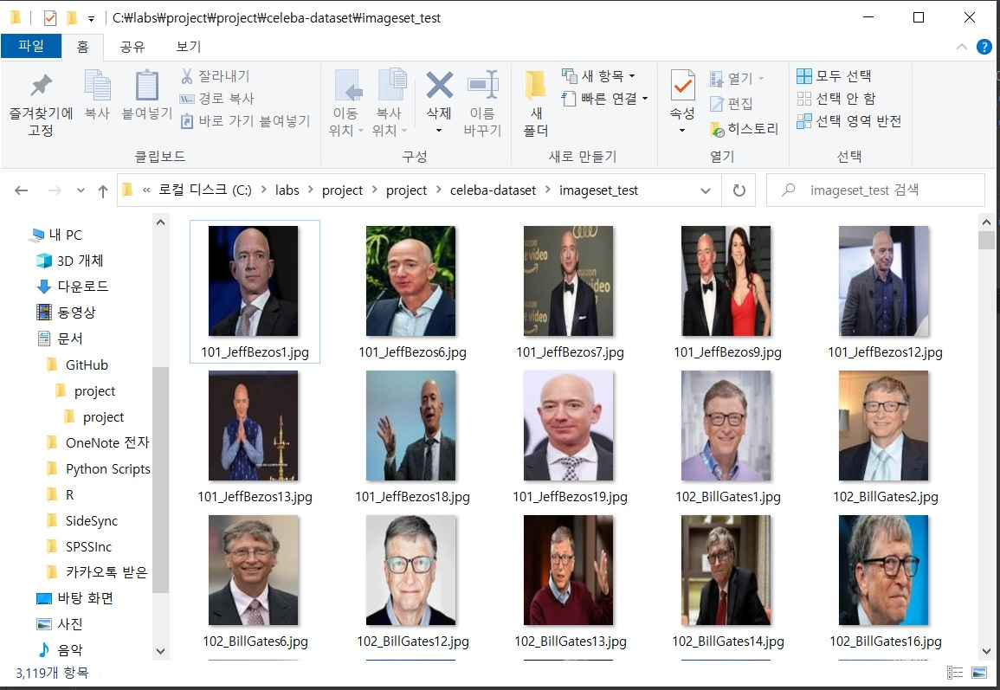 C:₩labs₩project₩project₩celeba-dataset₩imageset_test
파일 홈 공유 보기
즐겨찾기에 고정
복사
붙여넣기
잘라내기
경로 복사
바로 가기 붙여넣기
클립보드
이동 위치
복사 위치
삭제
이름 바꾸기
구성
새 폴더
새 항목
빠른 연결
새로 만들기
속성
열기
편집
히스토리
열기
모두 선택
선택 안 함
선택 영역 반전
선택
« 로컬 디스크 (C:) > labs > project > project > celeba-dataset > imageset_test
imageset_test 검색
내 PC
3D 개체
다운로드
동영상
문서
GitHub
project
project
OneNote 전자
Python Scripts
R
SideSync
SPSSInc
카카오톡 받은
바탕 화면
사진
음악
101_JeffBezos1.jpg 101_JeffBezos6.jpg 101_JeffBezos7.jpg 101_JeffBezos9.jpg 101_JeffBezos12.jpg
101_JeffBezos13.jpg 101_JeffBezos18.jpg 101_JeffBezos19.jpg 102_BillGates1.jpg 102_BillGates2.jpg
102_BillGates6.jpg 102_BillGates12.jpg 102_BillGates13.jpg 102_BillGates14.jpg 102_BillGates16.jpg
3,119개 항목